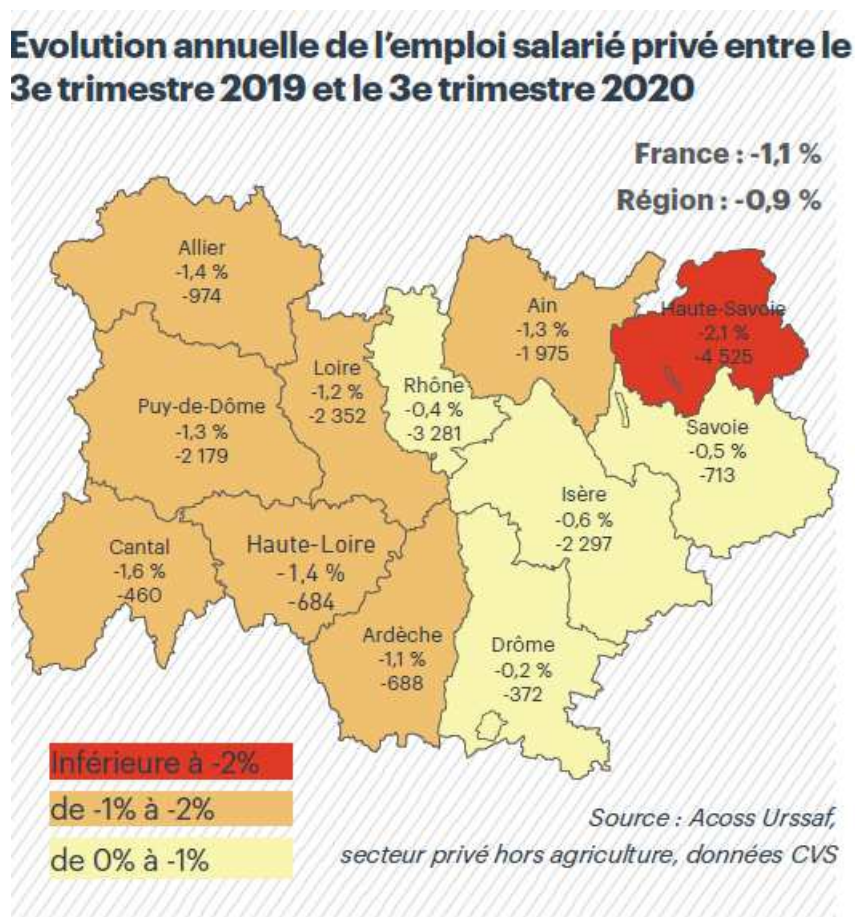 Evolution annuelle de l'emploi salarié privé entre le
3e trimestre 2019 et le 3e trimestre 2020
France : -1,1 %
Région : -0,9 %
Allier
-1,4 %
-974
Ain
-1,3 %
-1 975
Haute-Savoie
-2,1 %
-4 525
Loire
-1,2 %
-2 352
Rhône
-0,4 %
-3 281
Puy-de-Dôme
-1,3 %
-2 179
Savoie
-0,5 %
-713
Isère
-0,6 %
-2 297
Cantal
-1,6 %
-460
Haute-Loire
-1,4 %
-684
Ardèche
-1,1 %
-688
Drôme
-0,2 %
-372
Inférieure à -2%
de -1% à -2%
de 0% à -1%
Source : Acoss Urssaf,
secteur privé hors agriculture, données CVS